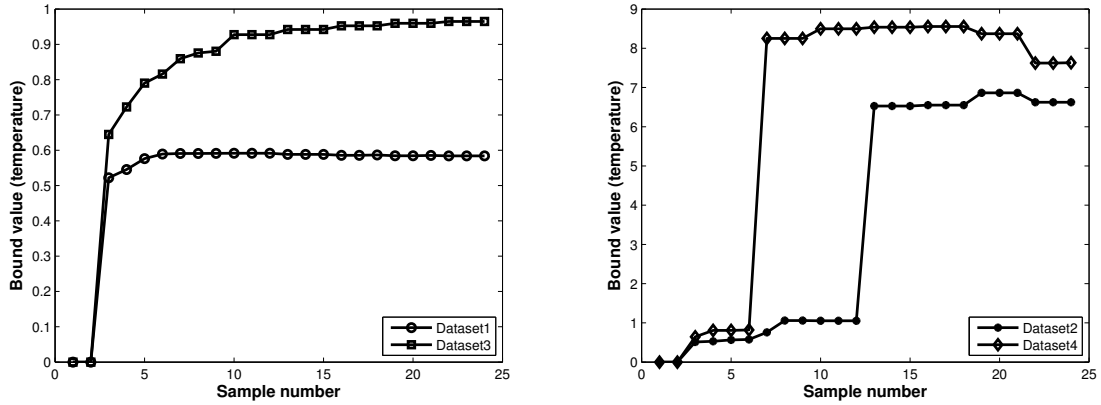 1
0.9
0.8
0.7
0.6
0.5
0.4
0.3
0.2
0.1
0
Bound value (temperature)
0 5 10 15 20 25
Sample number
Dataset1
Dataset3
9
8
7
6
5
4
3
2
1
0
Bound value (temperature)
0 5 10 15 20 25
Sample number
Dataset2
Dataset4